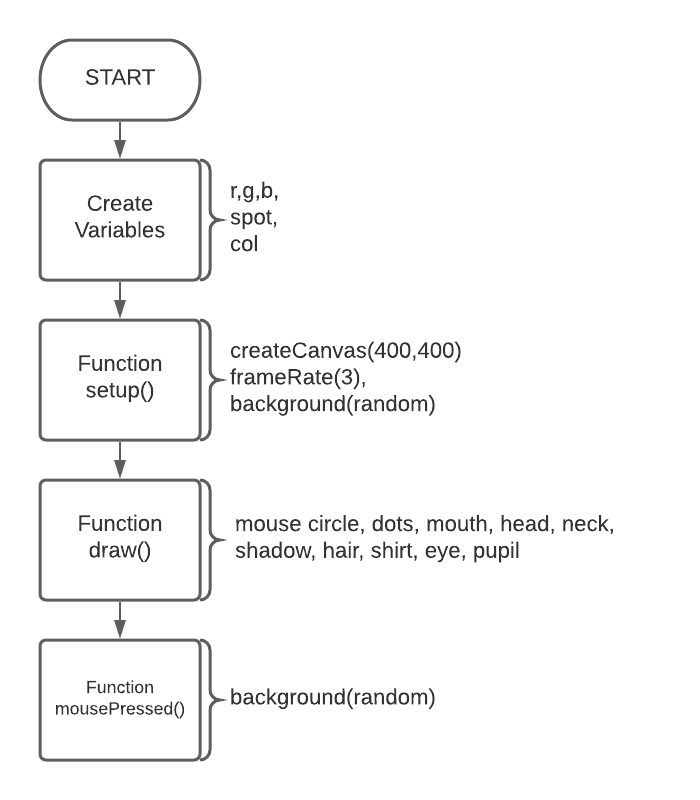 START
Create
Variables
r,g,b,
spot,
col
Function
setup()
createCanvas(400,400)
frameRate(3),
background(random)
Function
draw()
mouse circle, dots, mouth, head, neck,
shadow, hair, shirt, eye, pupil
Function
mousePressed()
background(random)